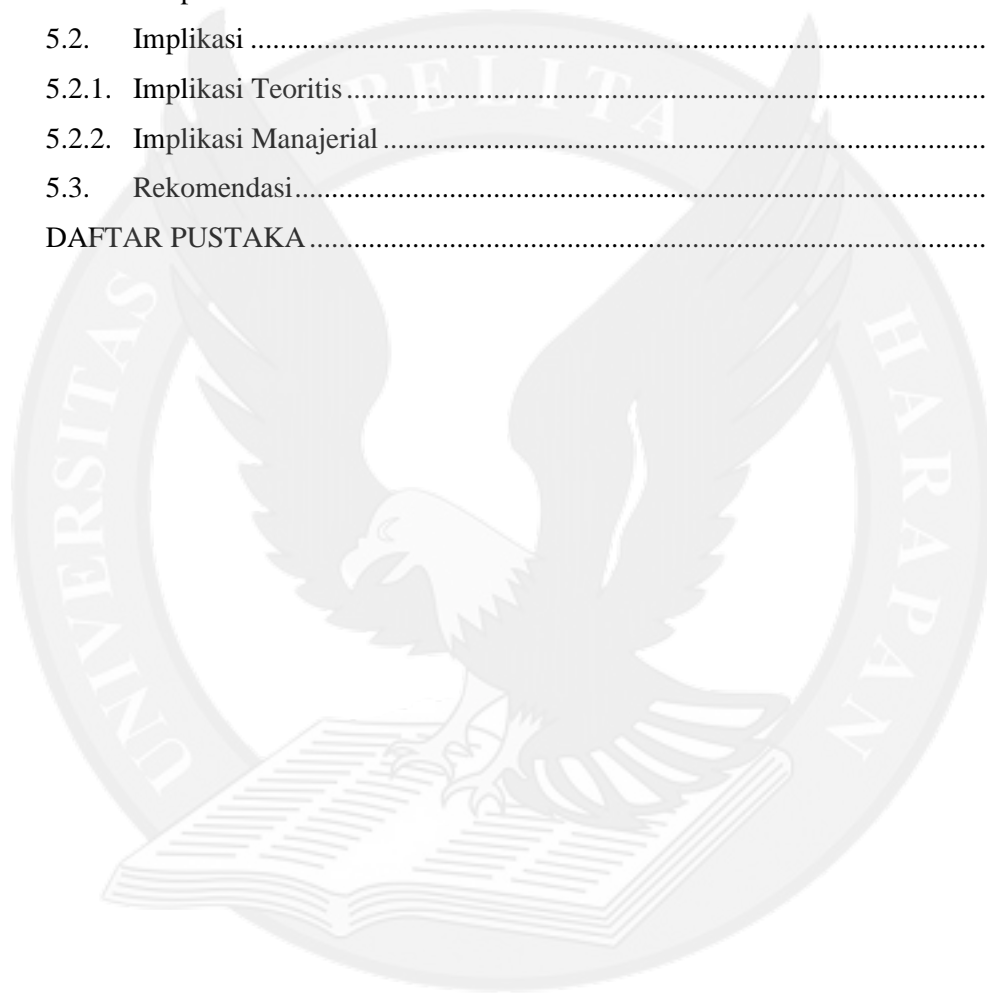 5.2. Implikasi ..........................................................................................
5.2.1. Implikasi Teoritis ................................................................................
5.2.2. Implikasi Manajerial ...........................................................................
5.3. Rekomendasi .....................................................................................
DAFTAR PUSTAKA ...................................................................................
UNIVERSITAS PELITA HARAPAN